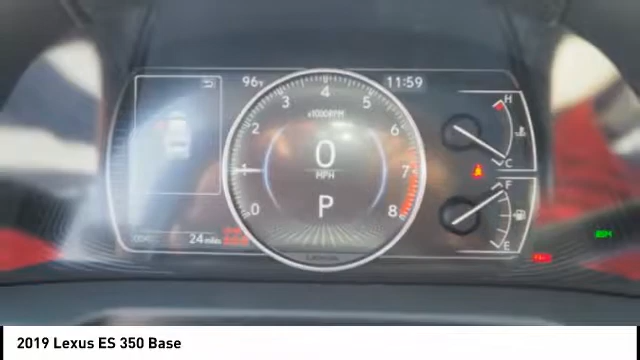 96°F
11:59
4
3
5
x1000RPM
2
6
0
MPH
1
7
P
0
8
24 miles
H
C
F
E
LEXUS
2019 Lexus ES 350 Base